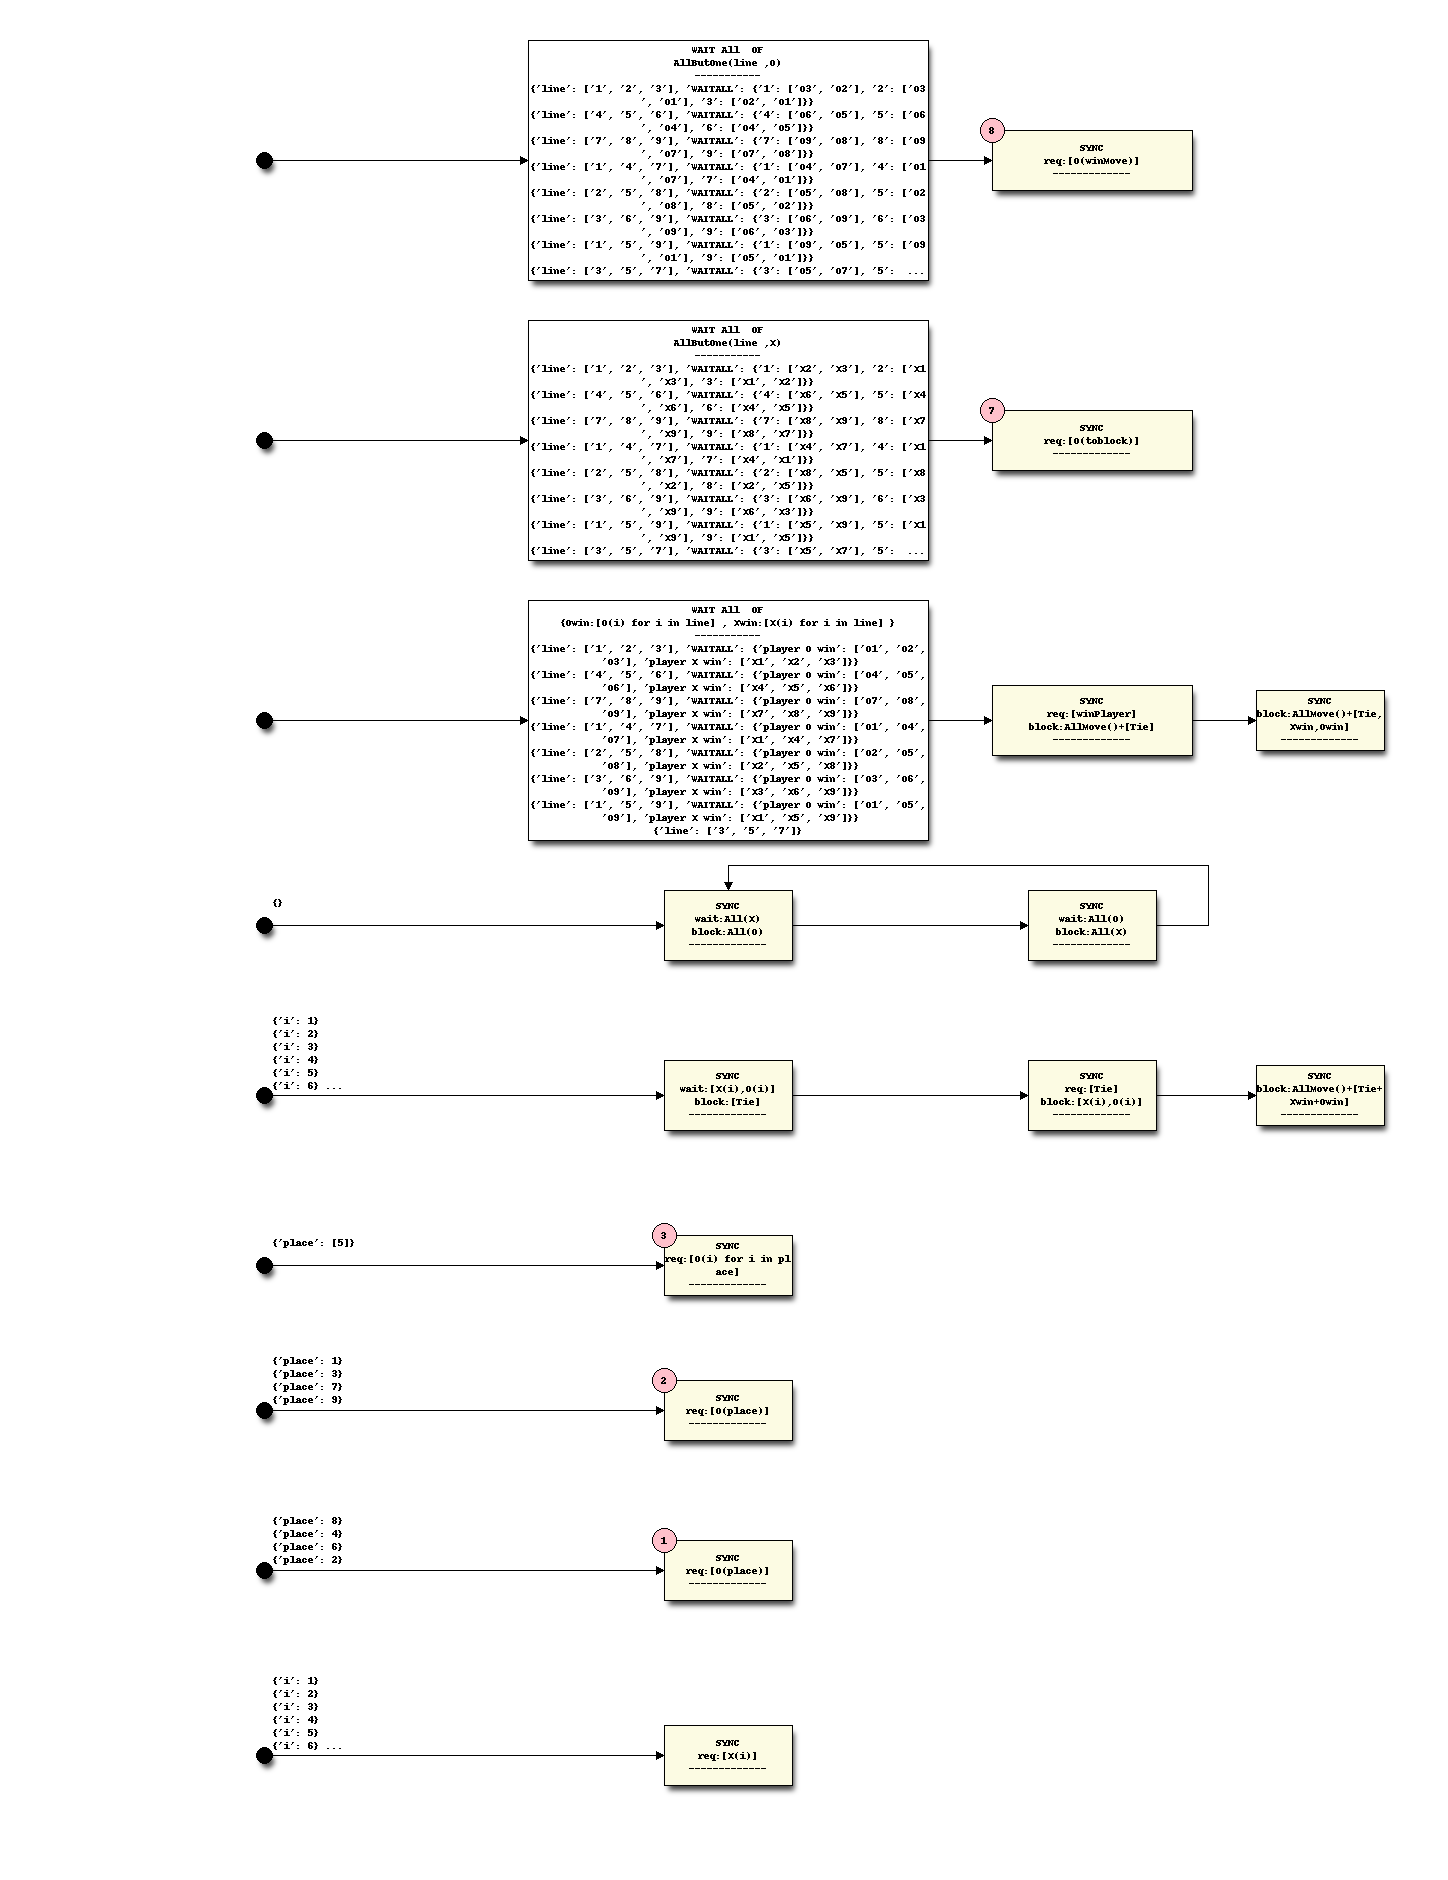 WAIT All  OF
AllButOne(line ,O)
-----------
{'line': ['1', '2', '3'], 'WAITALL': {'1': ['O3', 'O2'], '2': ['O3
', 'O1'], '3': ['O2', 'O1']}}
{'line': ['4', '5', '6'], 'WAITALL': {'4': ['O6', 'O5'], '5': ['O6
', 'O4'], '6': ['O4', 'O5']}}
{'line': ['7', '8', '9'], 'WAITALL': {'7': ['O9', 'O8'], '8': ['O9
', 'O7'], '9': ['O7', 'O8']}}
{'line': ['1', '4', '7'], 'WAITALL': {'1': ['O4', 'O7'], '4': ['O1
', 'O7'], '7': ['O4', 'O1']}}
{'line': ['2', '5', '8'], 'WAITALL': {'2': ['O5', 'O8'], '5': ['O2
', 'O8'], '8': ['O5', 'O2']}}
{'line': ['3', '6', '9'], 'WAITALL': {'3': ['O6', 'O9'], '6': ['O3
', 'O9'], '9': ['O6', 'O3']}}
{'line': ['1', '5', '9'], 'WAITALL': {'1': ['O9', 'O5'], '5': ['O9
', 'O1'], '9': ['O5', 'O1']}}
{'line': ['3', '5', '7'], 'WAITALL': {'3': ['O5', 'O7'], '5':  ...
8
SYNC
req:[O(winMove)]
-------------
WAIT All  OF
AllButOne(line ,X)
-----------
{'line': ['1', '2', '3'], 'WAITALL': {'1': ['X2', 'X3'], '2': ['X1
', 'X3'], '3': ['X1', 'X2']}}
{'line': ['4', '5', '6'], 'WAITALL': {'4': ['X6', 'X5'], '5': ['X4
', 'X6'], '6': ['X4', 'X5']}}
{'line': ['7', '8', '9'], 'WAITALL': {'7': ['X8', 'X9'], '8': ['X7
', 'X9'], '9': ['X8', 'X7']}}
{'line': ['1', '4', '7'], 'WAITALL': {'1': ['X4', 'X7'], '4': ['X1
', 'X7'], '7': ['X4', 'X1']}}
{'line': ['2', '5', '8'], 'WAITALL': {'2': ['X8', 'X5'], '5': ['X8
', 'X2'], '8': ['X2', 'X5']}}
{'line': ['3', '6', '9'], 'WAITALL': {'3': ['X6', 'X9'], '6': ['X3
', 'X9'], '9': ['X6', 'X3']}}
{'line': ['1', '5', '9'], 'WAITALL': {'1': ['X5', 'X9'], '5': ['X1
', 'X9'], '9': ['X1', 'X5']}}
{'line': ['3', '5', '7'], 'WAITALL': {'3': ['X5', 'X7'], '5':  ...
7
SYNC
req:[O(toblock)]
-------------
WAIT All  OF
{Owin:[O(i) for i in line] , Xwin:[X(i) for i in line] }
-----------
{'line': ['1', '2', '3'], 'WAITALL': {'player O win': ['O1', 'O2',
'O3'], 'player X win': ['X1', 'X2', 'X3']}}
{'line': ['4', '5', '6'], 'WAITALL': {'player O win': ['O4', 'O5',
'O6'], 'player X win': ['X4', 'X5', 'X6']}}
{'line': ['7', '8', '9'], 'WAITALL': {'player O win': ['O7', 'O8',
'O9'], 'player X win': ['X7', 'X8', 'X9']}}
{'line': ['1', '4', '7'], 'WAITALL': {'player O win': ['O1', 'O4',
'O7'], 'player X win': ['X1', 'X4', 'X7']}}
{'line': ['2', '5', '8'], 'WAITALL': {'player O win': ['O2', 'O5',
'O8'], 'player X win': ['X2', 'X5', 'X8']}}
{'line': ['3', '6', '9'], 'WAITALL': {'player O win': ['O3', 'O6',
'O9'], 'player X win': ['X3', 'X6', 'X9']}}
{'line': ['1', '5', '9'], 'WAITALL': {'player O win': ['O1', 'O5',
'O9'], 'player X win': ['X1', 'X5', 'X9']}}
{'line': ['3', '5', '7']}
SYNC
req:[winPlayer]
block:AllMove()+[Tie]
-------------
SYNC
block:AllMove()+[Tie,
Xwin,Owin]
-------------
{}
SYNC
wait:All(X)
block:All(O)
-------------
SYNC
wait:All(O)
block:All(X)
-------------
{'i': 1}
{'i': 2}
{'i': 3}
{'i': 4}
{'i': 5}
{'i': 6} ...
SYNC
wait:[X(i),O(i)]
block:[Tie]
-------------
SYNC
req:[Tie]
block:[X(i),O(i)]
-------------
SYNC
block:AllMove()+[Tie+
Xwin+Owin]
-------------
{'place': [5]}
3
SYNC
req:[O(i) for i in pl
ace]
-------------
{'place': 1}
{'place': 3}
{'place': 7}
{'place': 9}
2
SYNC
req:[O(place)]
-------------
{'place': 8}
{'place': 4}
{'place': 6}
{'place': 2}
1
SYNC
req:[O(place)]
-------------
{'i': 1}
{'i': 2}
{'i': 3}
{'i': 4}
{'i': 5}
{'i': 6} ...
SYNC
req:[X(i)]
-------------